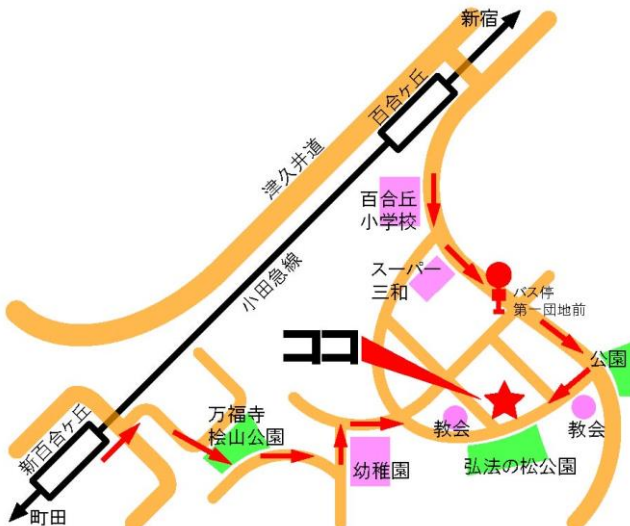 新宿
百合ヶ丘
津久井道
百合丘
小学校
小田急線
スーパー
三和
バス停
第一団地前
ココ
公園
新百合ヶ丘
万福寺
桧山公園
教会
教会
幼稚園
弘法の松公園
町田